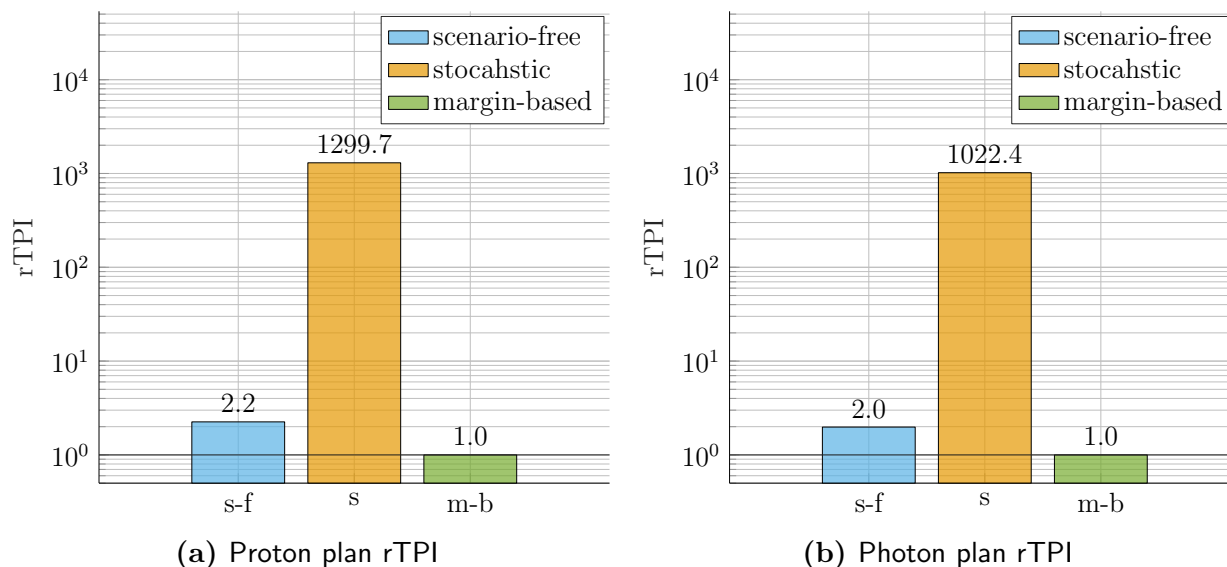 scenario-free
stocahstic
margin-based
10^4
10^3
10^2
10^1
10^0
rTPI
1299.7
2.2
1.0
s-f
s
m-b
(a) Proton plan rTPI
scenario-free
stocahstic
margin-based
10^4
10^3
10^2
10^1
10^0
rTPI
1022.4
2.0
1.0
s-f
s
m-b
(b) Photon plan rTPI